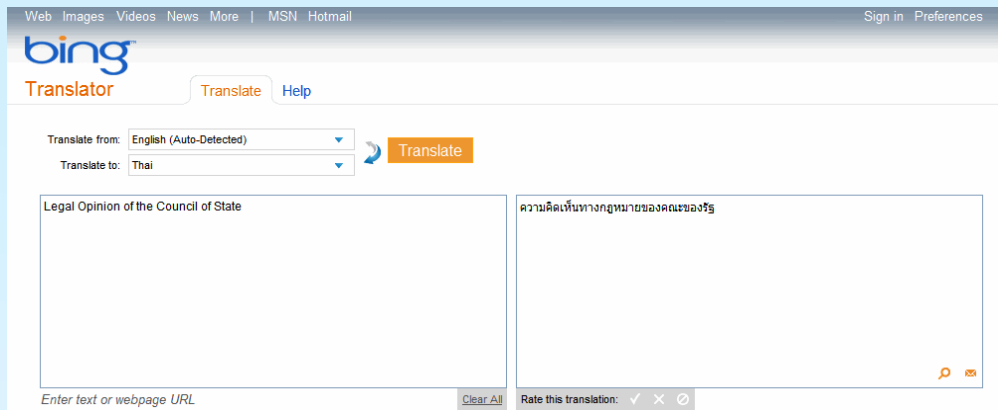 Web Images Videos News More | MSN Hotmail Sign in Preferences
bing™
Translator Translate Help
Translate from: English (Auto-Detected)
Translate
Translate to: Thai
Legal Opinion of the Council of State
ความคิดเห็นทางกฎหมายของคณะของรัฐ
Enter text or webpage URL Clear All Rate this translation: